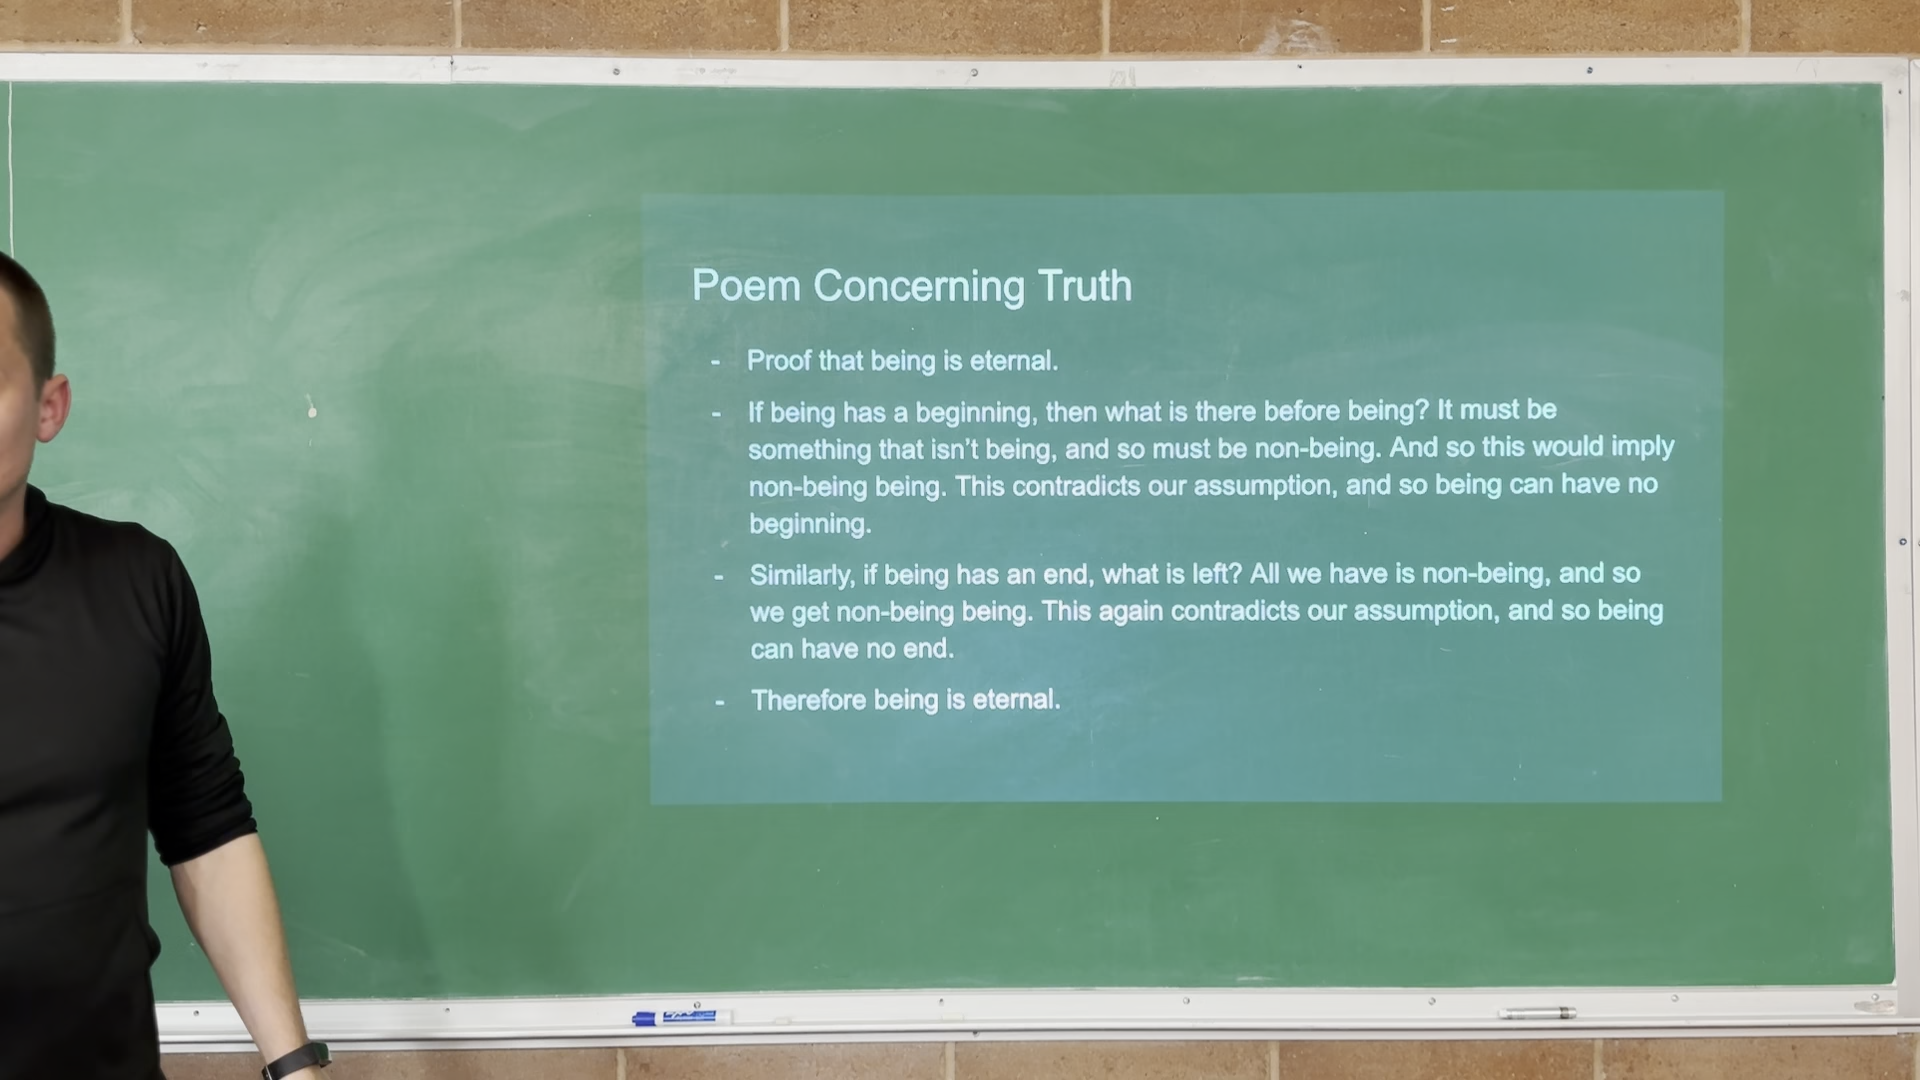 Poem Concerning Truth
- Proof that being is eternal.
- If being has a beginning, then what is there before being? It must be
something that isn't being, and so must be non-being. And so this would imply
non-being being. This contradicts our assumption, and so being can have no
beginning.
- Similarly, if being has an end, what is left? All we have is non-being, and so
we get non-being being. This again contradicts our assumption, and so being
can have no end.
- Therefore being is eternal.